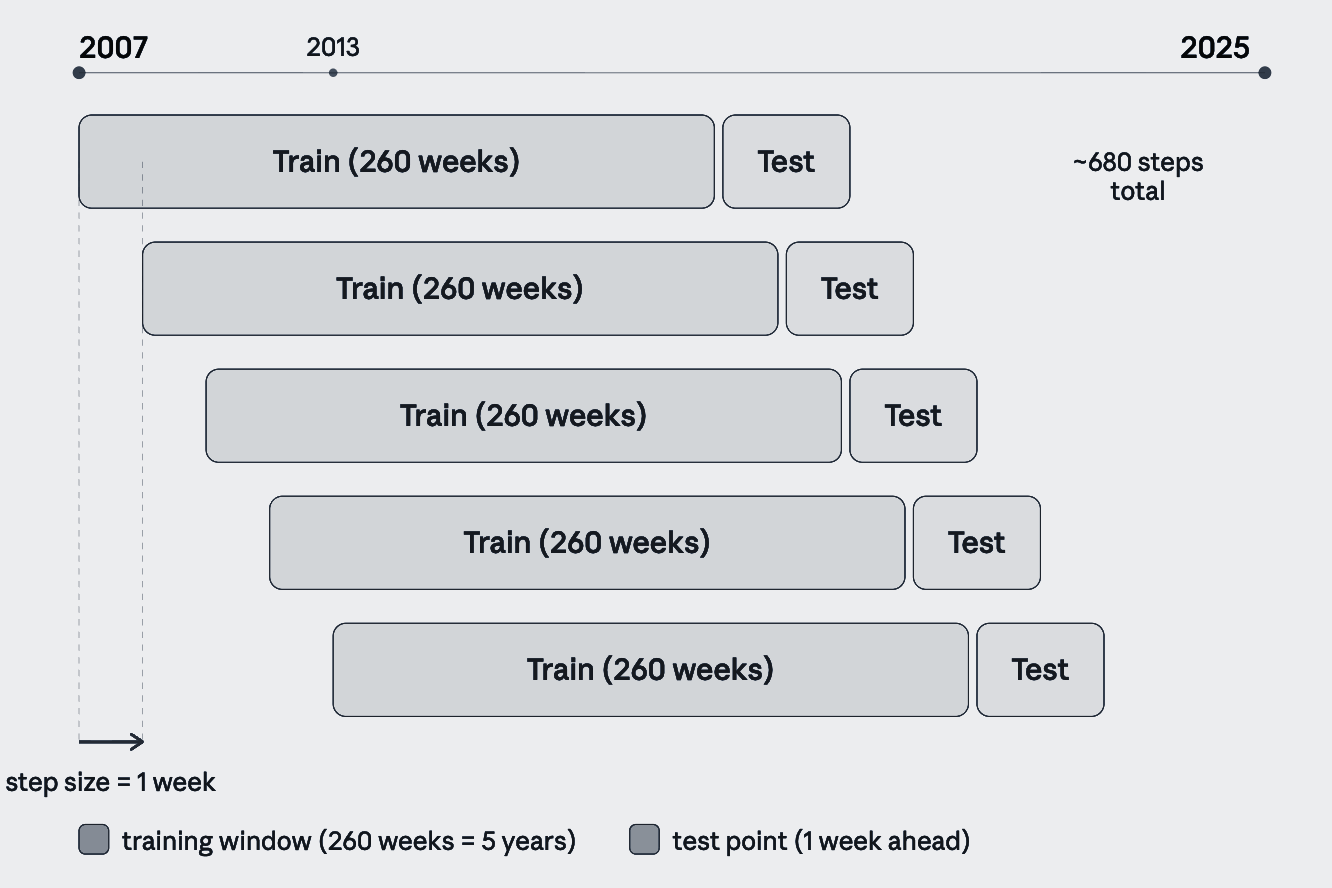 2007
2013
2025
Train (260 weeks)
Test
~680 steps
total
Train (260 weeks)
Test
Train (260 weeks)
Test
Train (260 weeks)
Test
Train (260 weeks)
Test
step size = 1 week
training window (260 weeks = 5 years)
test point (1 week ahead)